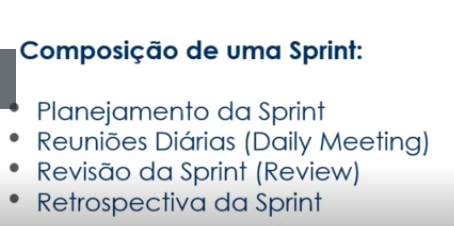 Composição de uma Sprint:
• Planejamento da Sprint
• Reuniões Diárias (Daily Meeting)
• Revisão da Sprint (Review)
• Retrospectiva da Sprint